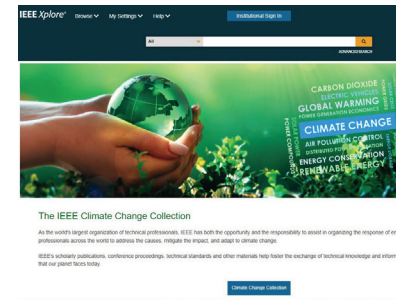 IEEE Xplore® Browse My Settings Help Institutional Sign In
All
ADVANCED SEARCH
CARBON DIOXIDE
ELECTRIC VEHICLES
GLOBAL WARMING
POWER GENERATION ECONOMICS
CLIMATE CHANGE
AIR POLLUTION CONTROL
DISTRIBUTED POWER GENERATION
ENERGY CONSERVATION
RENEWABLE ENERGY
SOLAR POWER
The IEEE Climate Change Collection
As the world's largest organization of technical professionals, IEEE has both the opportunity and the responsibility to assist in organizing the response of en
professionals across the world to address the causes, mitigate the impact, and adapt to climate change.
IEEE's scholarly publications, conference proceedings, technical standards and other materials help foster the exchange of technical knowledge and inform
that our planet faces today.
Climate Change Collection